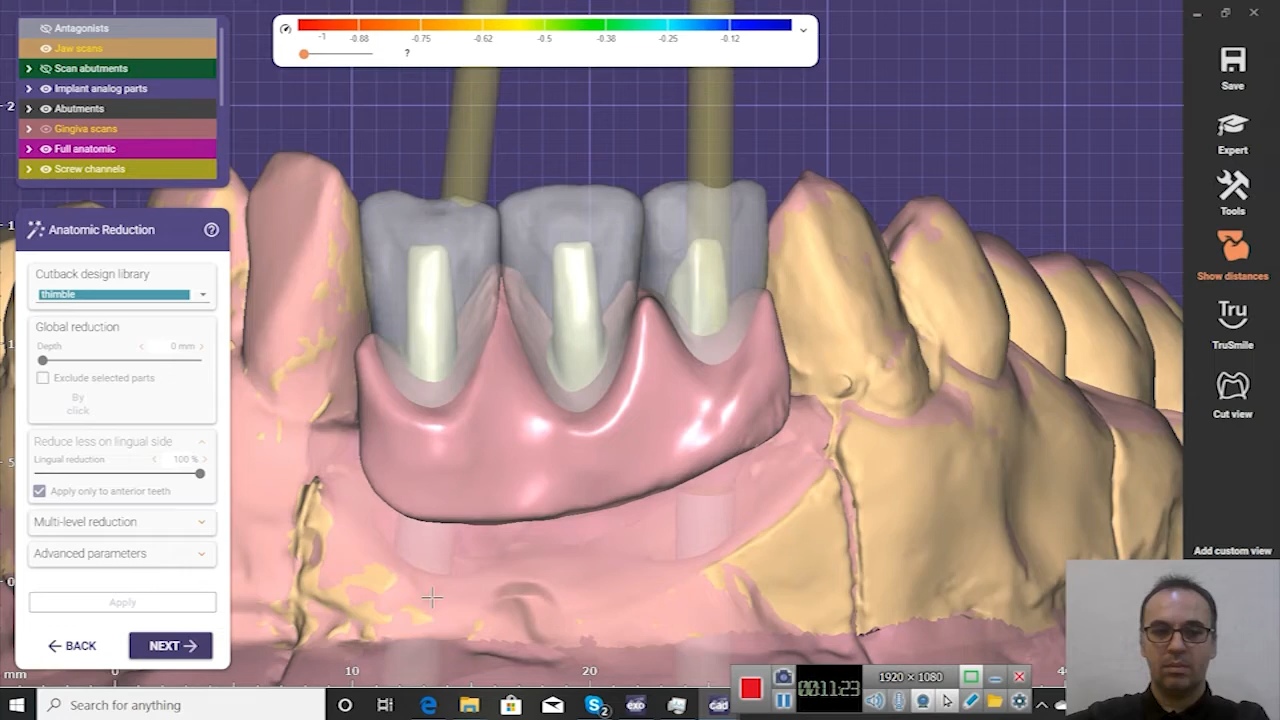 Antagonists
Jaw scans
Scan abutments
Implant analog parts
Abutments
Gingiva scans
Full anatomic
Screw channels
-1 -0.88 -0.75 -0.62 -0.5 -0.38 -0.25 -0.12
?
Anatomic Reduction
Cutback design library
thimble
Global reduction
Depth 0 mm
Exclude selected parts
By
click
Reduce less on lingual side
Lingual reduction 100 %
Apply only to anterior teeth
Multi-level reduction
Advanced parameters
Apply
BACK NEXT
mm 0 10 20
Save
Expert
Tools
Show distances
Tru
TruSmile
Cut view
Add custom view
00:11:23
1920 × 1080
Search for anything
2
exo
cad